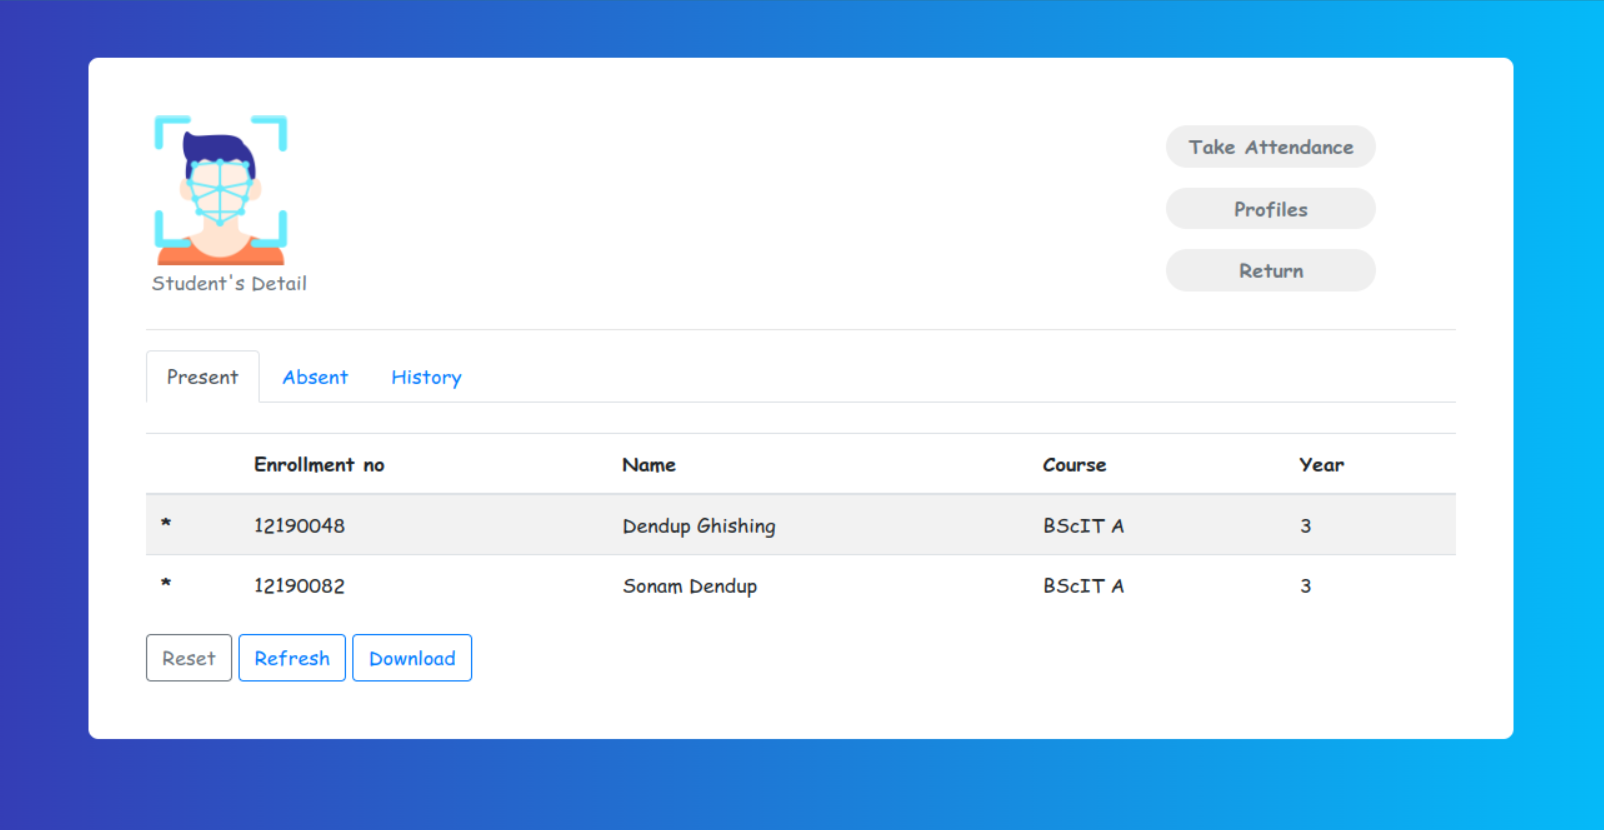 Take Attendance
Profiles
Return
Student's Detail
Present Absent History
Enrollment no Name Course Year
* 12190048 Dendup Ghishing BScIT A 3
* 12190082 Sonam Dendup BScIT A 3
Reset Refresh Download